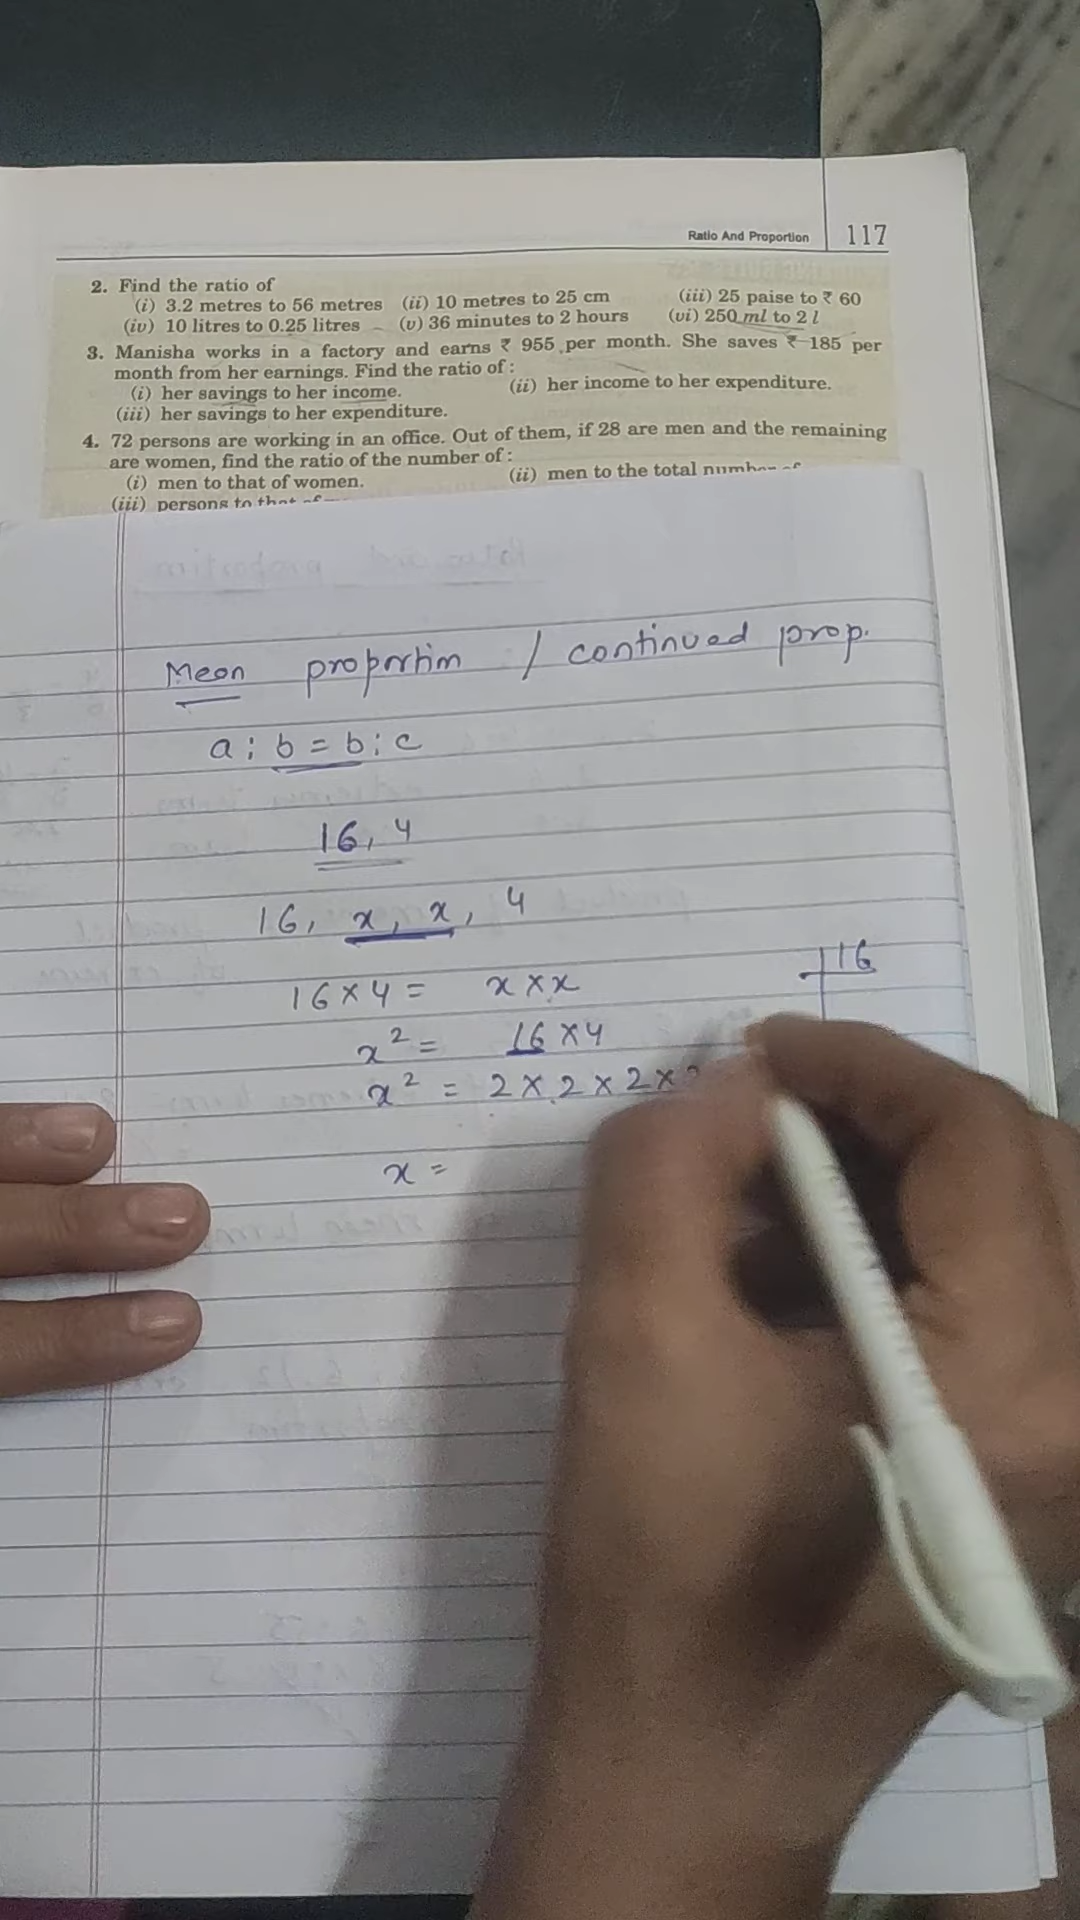 Ratio And Proportion 117
2. Find the ratio of
(i) 3.2 metres to 56 metres (ii) 10 metres to 25 cm (iii) 25 paise to ₹ 60
(iv) 10 litres to 0.25 litres (v) 36 minutes to 2 hours (vi) 250 ml to 2 l
3. Manisha works in a factory and earns ₹ 955 per month. She saves ₹ 185 per
month from her earnings. Find the ratio of :
(i) her savings to her income. (ii) her income to her expenditure.
(iii) her savings to her expenditure.
4. 72 persons are working in an office. Out of them, if 28 are men and the remaining
are women, find the ratio of the number of :
(i) men to that of women. (ii) men to the total number of
(iii) persons to that of
Mean proportion / continued prop.
a : b = b : c
16, 4
16, x, x, 4
16 × 4 = x × x
16
x² = 16 × 4
x² = 2 × 2 × 2 ×
x =